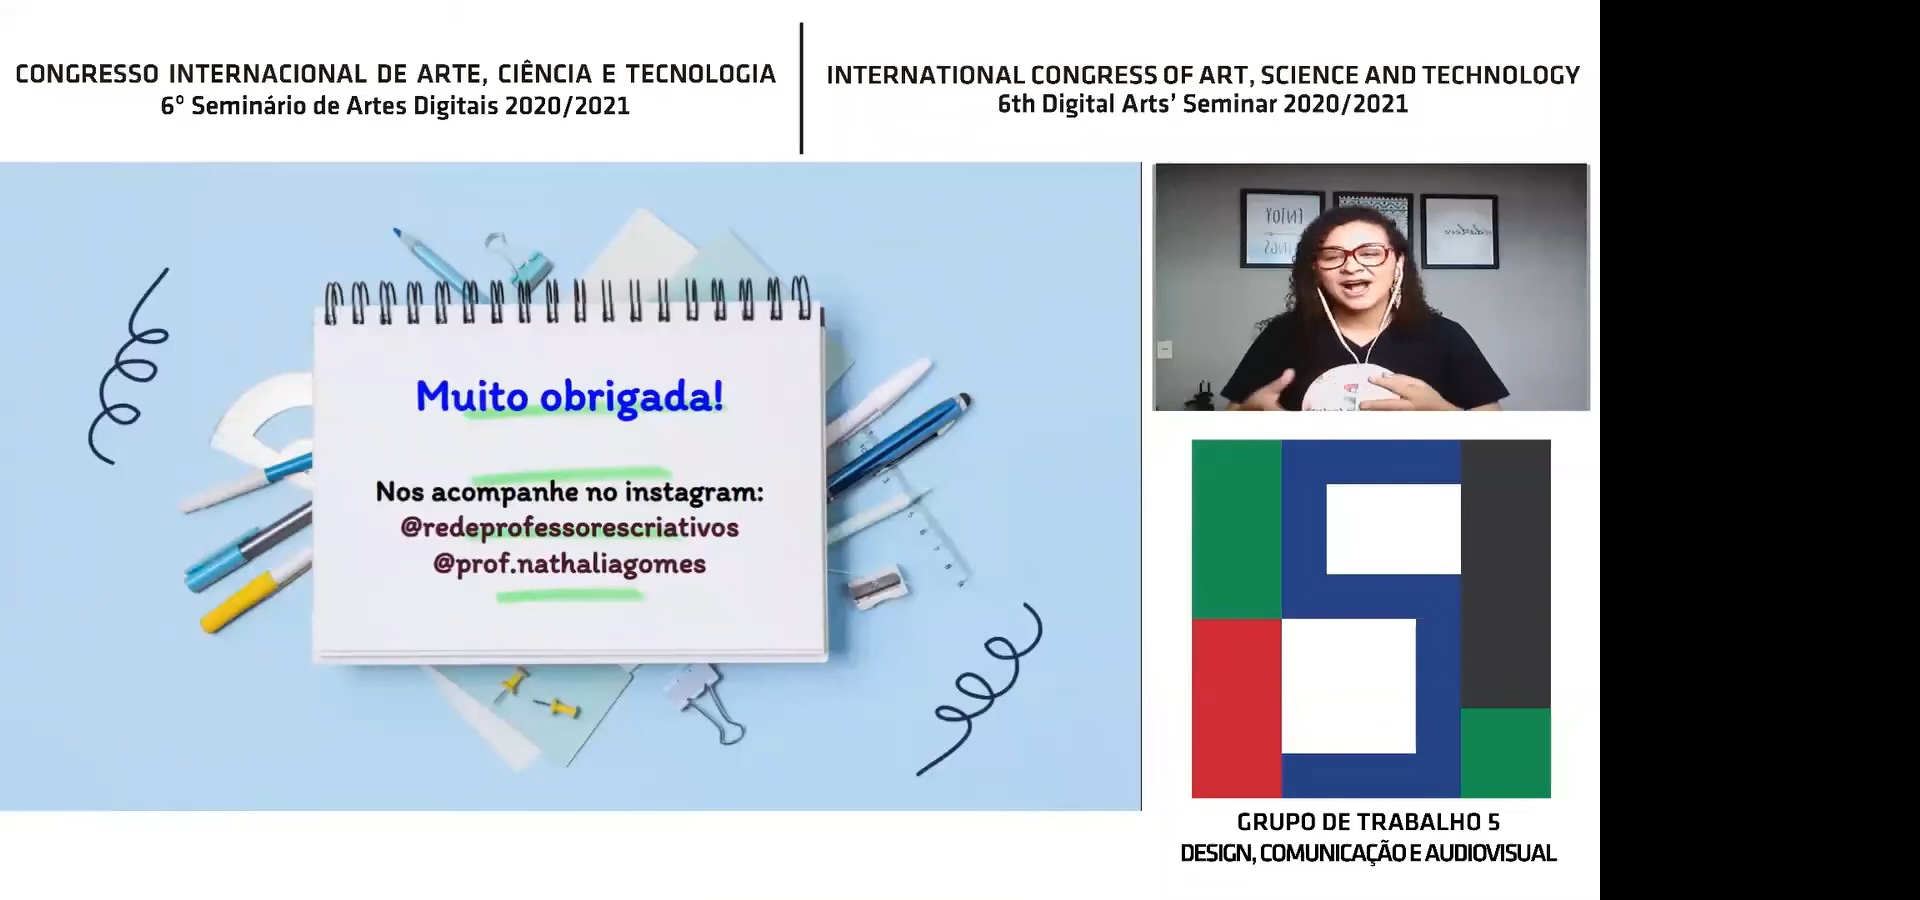 CONGRESSO INTERNACIONAL DE ARTE, CIÊNCIA E TECNOLOGIA
6º Seminário de Artes Digitais 2020/2021
INTERNATIONAL CONGRESS OF ART, SCIENCE AND TECHNOLOGY
6th Digital Arts' Seminar 2020/2021
Muito obrigada!
Nos acompanhe no instagram:
@redeprofessorescriativos
@prof.nathaliagomes
ENJOY
GRUPO DE TRABALHO 5
DESIGN, COMUNICAÇÃO E AUDIOVISUAL